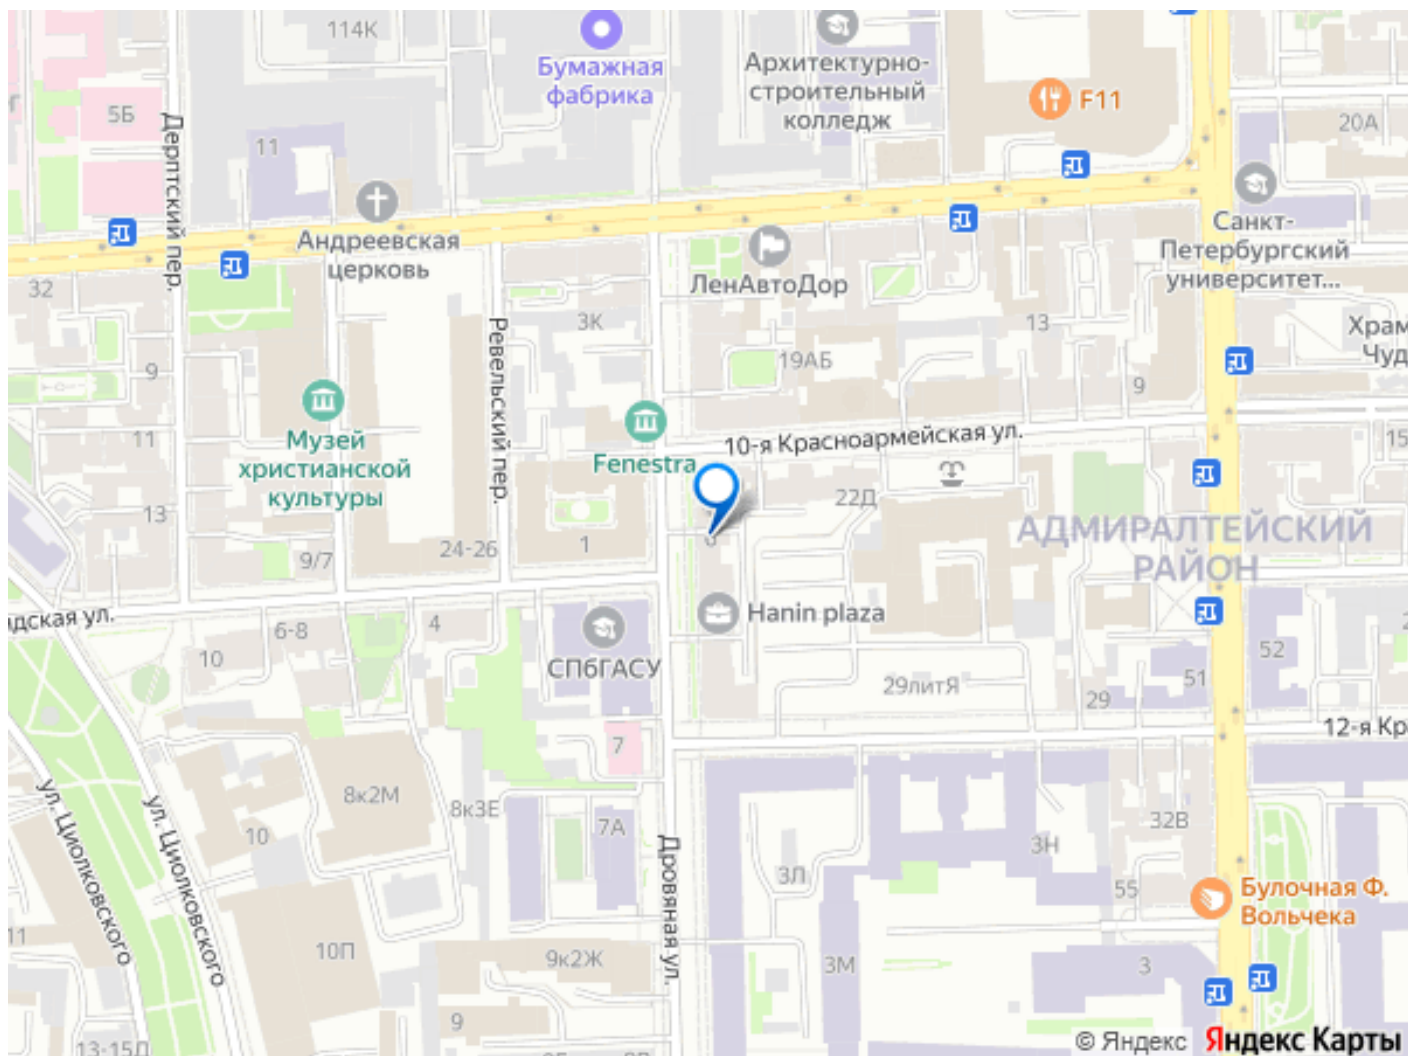 114К
Бумажная
фабрика
Архитектурно-
строительный
колледж
F11
20А
5Б
Дерптский пер.
11
Андреевская
церковь
Санкт-
Петербургский
университет...
ЛенАвтоДор
32
3К
13
Храм
Чуд
Ревельский пер.
19АБ
9
9
Музей
христианской
культуры
11
Fenestra
10-я Красноармейская ул.
15
22Д
13
АДМИРАЛТЕЙСКИЙ
РАЙОН
24-26
1
9/7
6
дская ул.
6-8
4
Hanin plaza
10
СПбГАСУ
52
51
29литЯ
29
7
12-я Кр
ул. Циолковского
ул. Циолковского
8к2М
8к3Е
10
7А
Дровяная ул.
32В
3Н
3Л
55
Булочная Ф.
Вольчека
11
10П
9к2Ж
3М
3
9
13-15Д
© Яндекс
Яндекс Карты